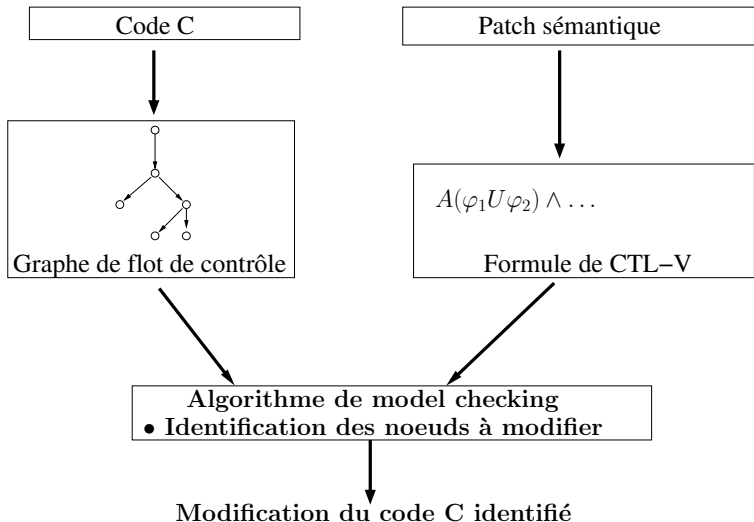 Code C
Patch sémantique
A(φ₁Uφ₂) ∧ …
Graphe de flot de contrôle
Formule de CTL–V
Algorithme de model checking
• Identification des noeuds à modifier
Modification du code C identifié